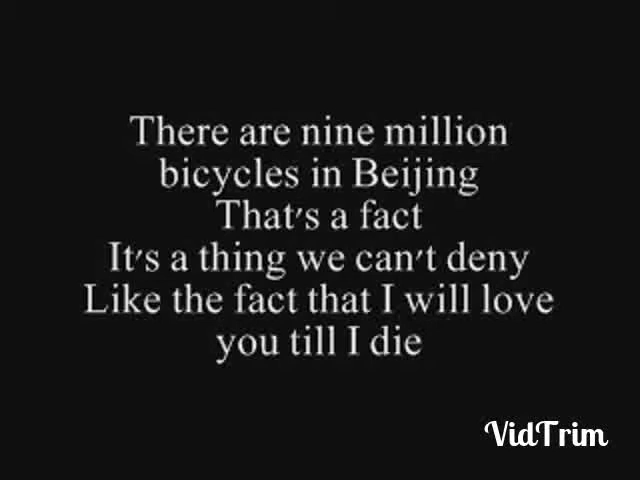 There are nine million
bicycles in Beijing
That's a fact
It's a thing we can't deny
Like the fact that I will love
you till I die
VidTrim